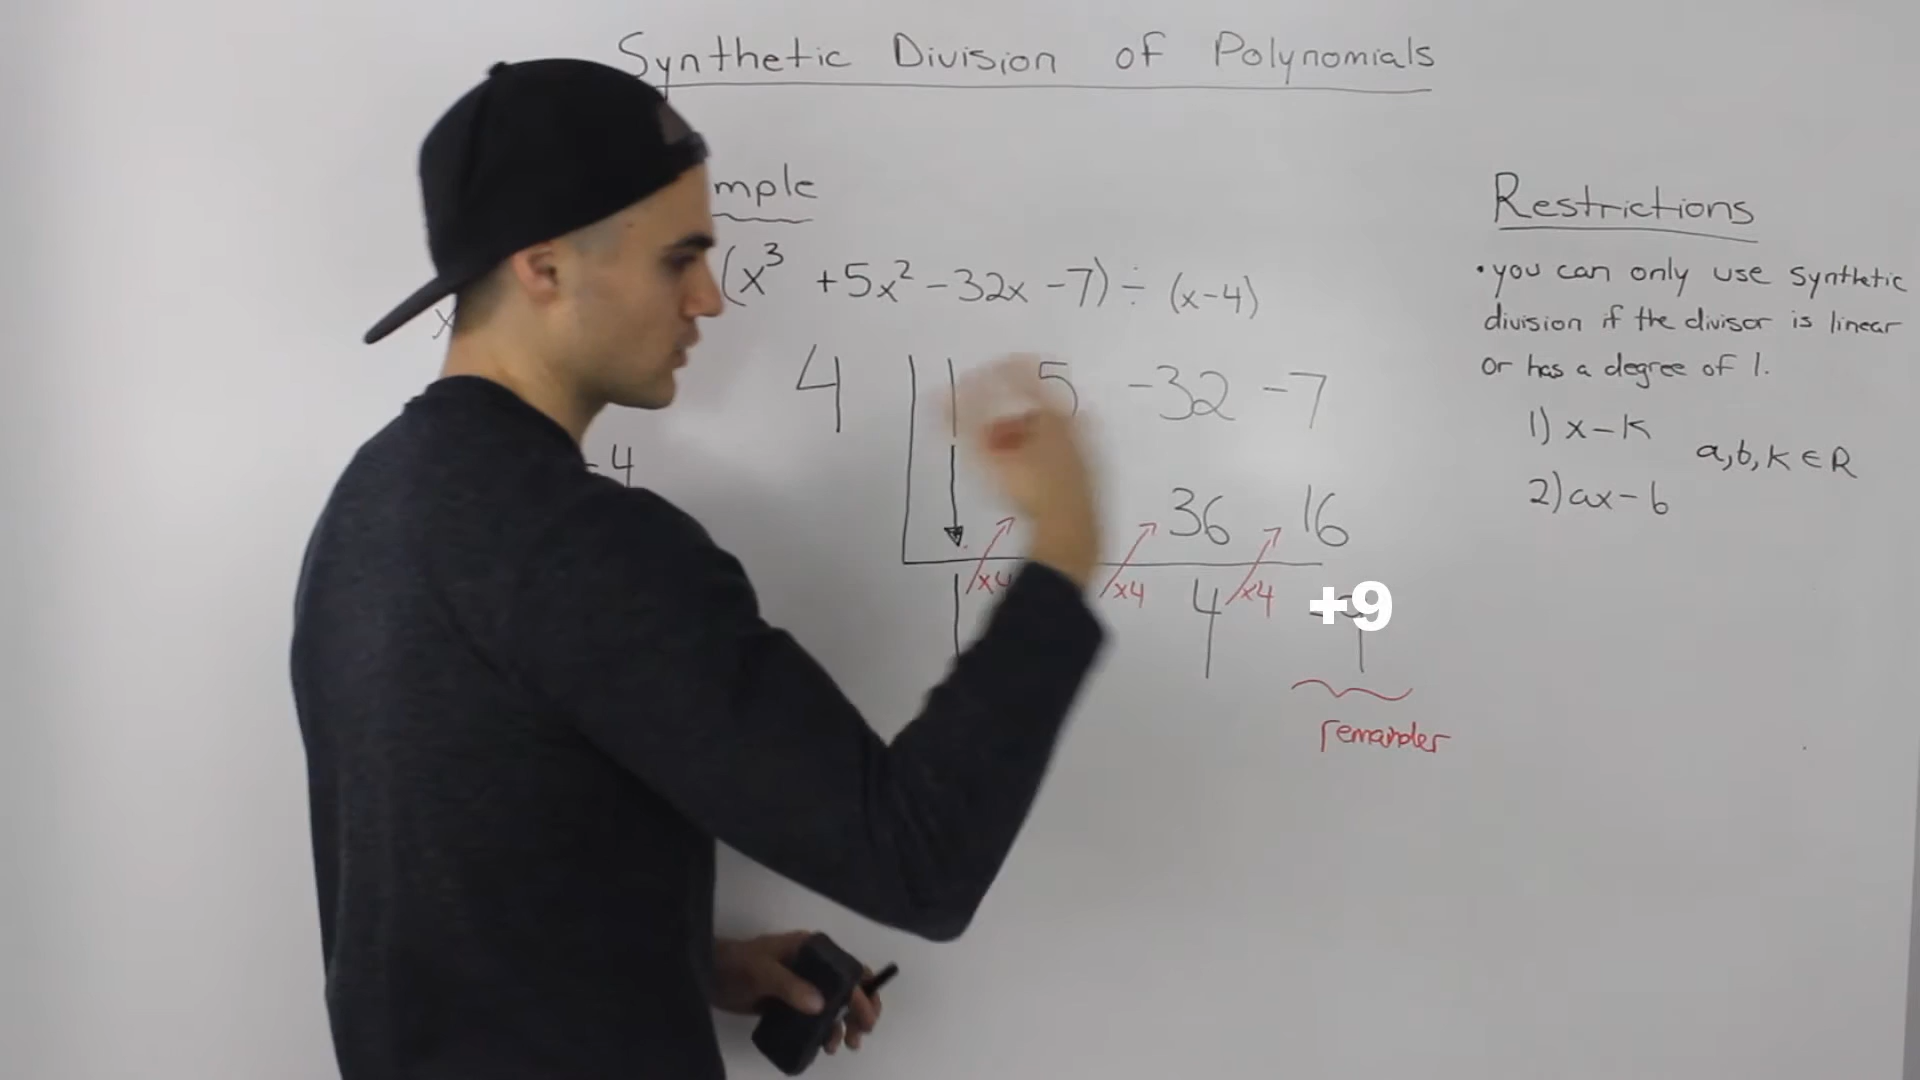 Synthetic Division of Polynomials
mple
(x³ +5x² -32x -7) ÷ (x-4)
4 1 5 -32 -7
-4
36 16
x4 x4 4 x4 +9
remainder
Restrictions
•you can only use synthetic
division if the divisor is linear
or has a degree of 1.
1) x-k
a,b,k ∈ R
2) ax-b